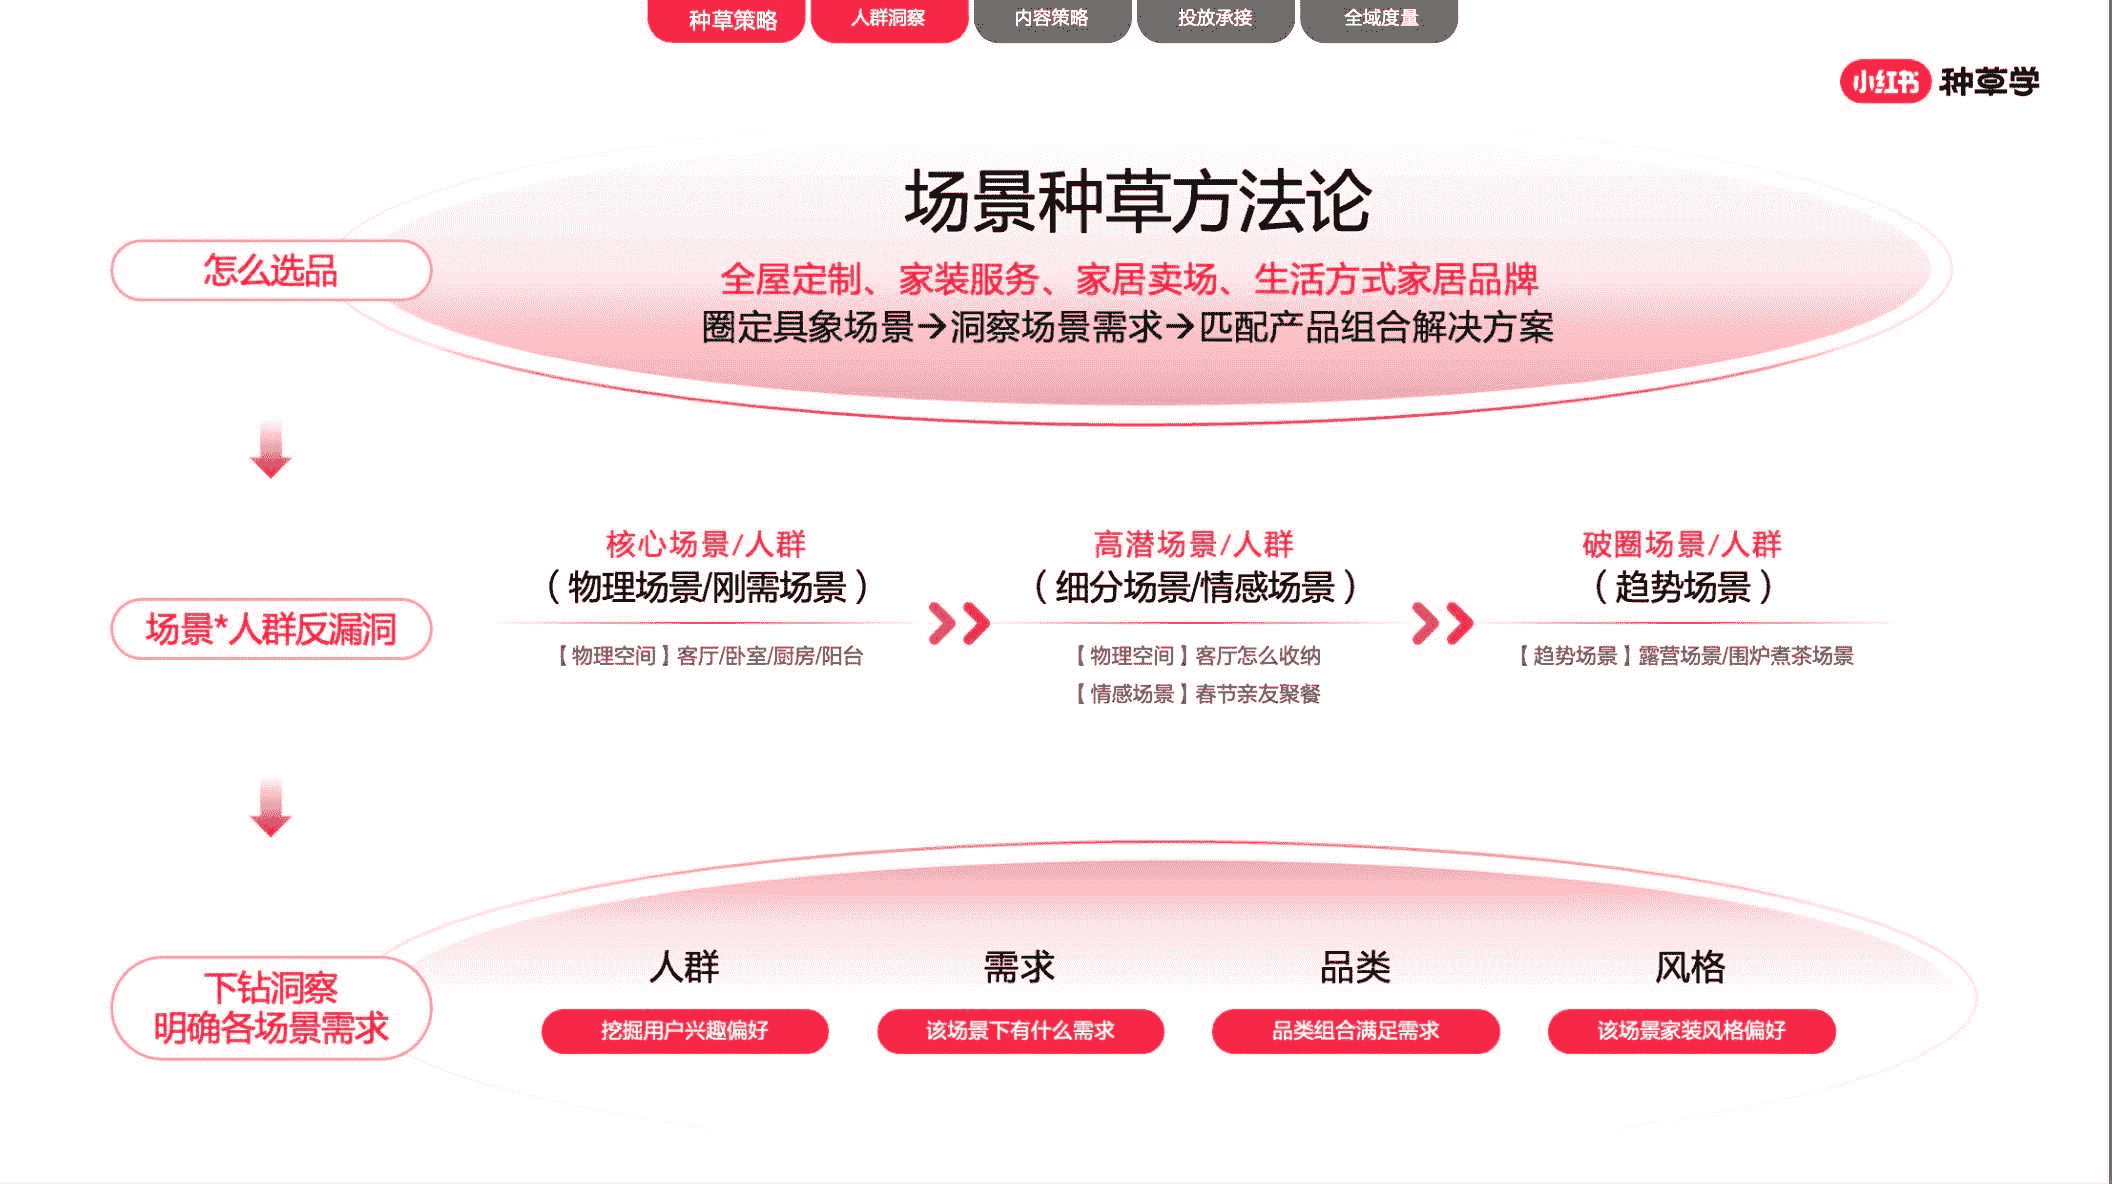 种草策略
人群洞察
内容策略
投放承接
全域度量
小红书 种草学
场景种草方法论
怎么选品
全屋定制、家装服务、家居卖场、生活方式家居品牌
圈定具象场景→洞察场景需求→匹配产品组合解决方案
场景*人群反漏洞
核心场景/人群
（物理场景/刚需场景）
【物理空间】客厅/卧室/厨房/阳台
高潜场景/人群
（细分场景/情感场景）
【物理空间】客厅怎么收纳
【情感场景】春节亲友聚餐
破圈场景/人群
（趋势场景）
【趋势场景】露营场景/围炉煮茶场景
下钻洞察
明确各场景需求
人群
挖掘用户兴趣偏好
需求
该场景下有什么需求
品类
品类组合满足需求
风格
该场景家装风格偏好